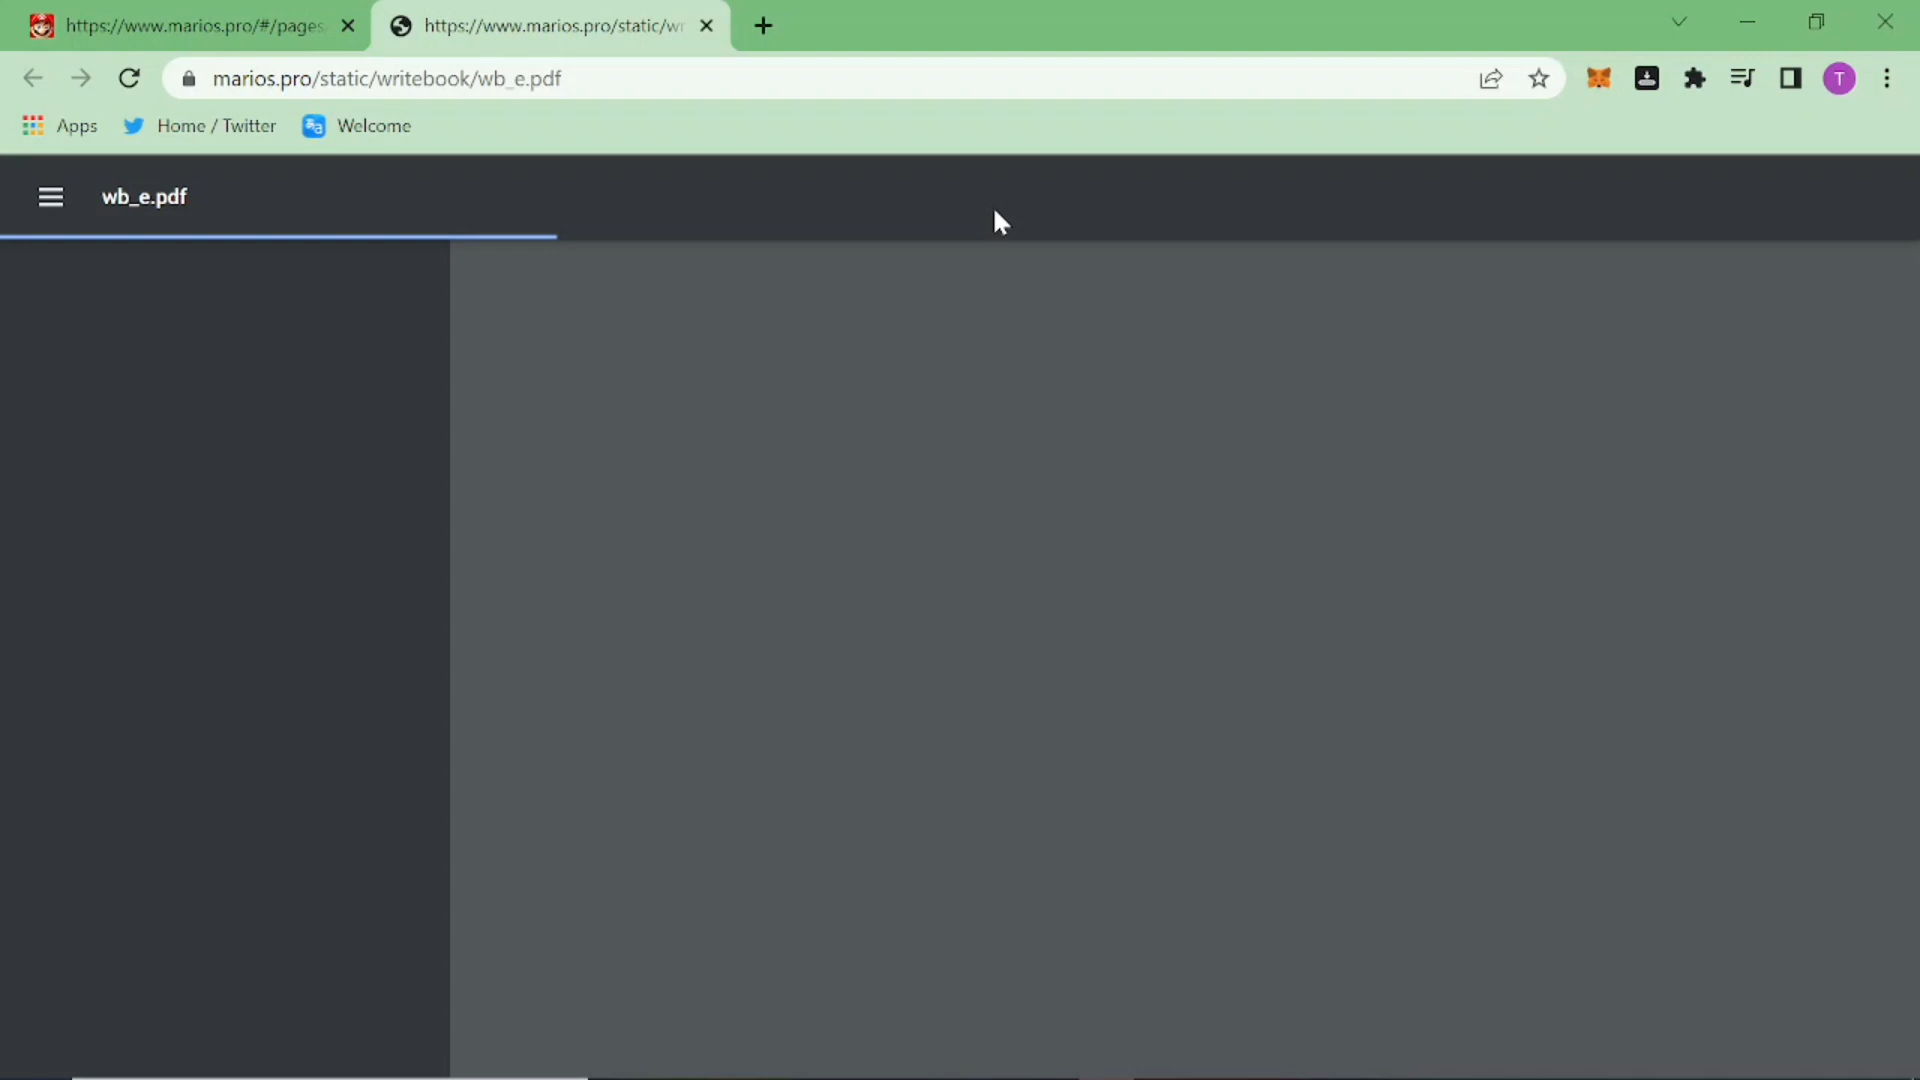 https://www.marios.pro/#/pages
https://www.marios.pro/static/wr
marios.pro/static/writebook/wb_e.pdf
T
Apps
Home / Twitter
Welcome
wb_e.pdf